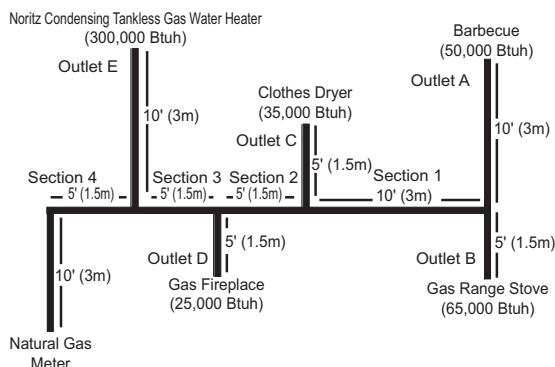 Noritz Condensing Tankless Gas Water Heater
(300,000 Btuh)
Outlet E
10' (3m)
Barbecue
(50,000 Btuh)
Outlet A
10' (3m)
Clothes Dryer
(35,000 Btuh)
Outlet C
5' (1.5m)
Section 4
5' (1.5m)
Section 3
5' (1.5m)
Section 2
5' (1.5m)
Section 1
10' (3m)
10' (3m)
Natural Gas
Meter
5' (1.5m)
Outlet D
Gas Fireplace
(25,000 Btuh)
5' (1.5m)
Outlet B
Gas Range Stove
(65,000 Btuh)